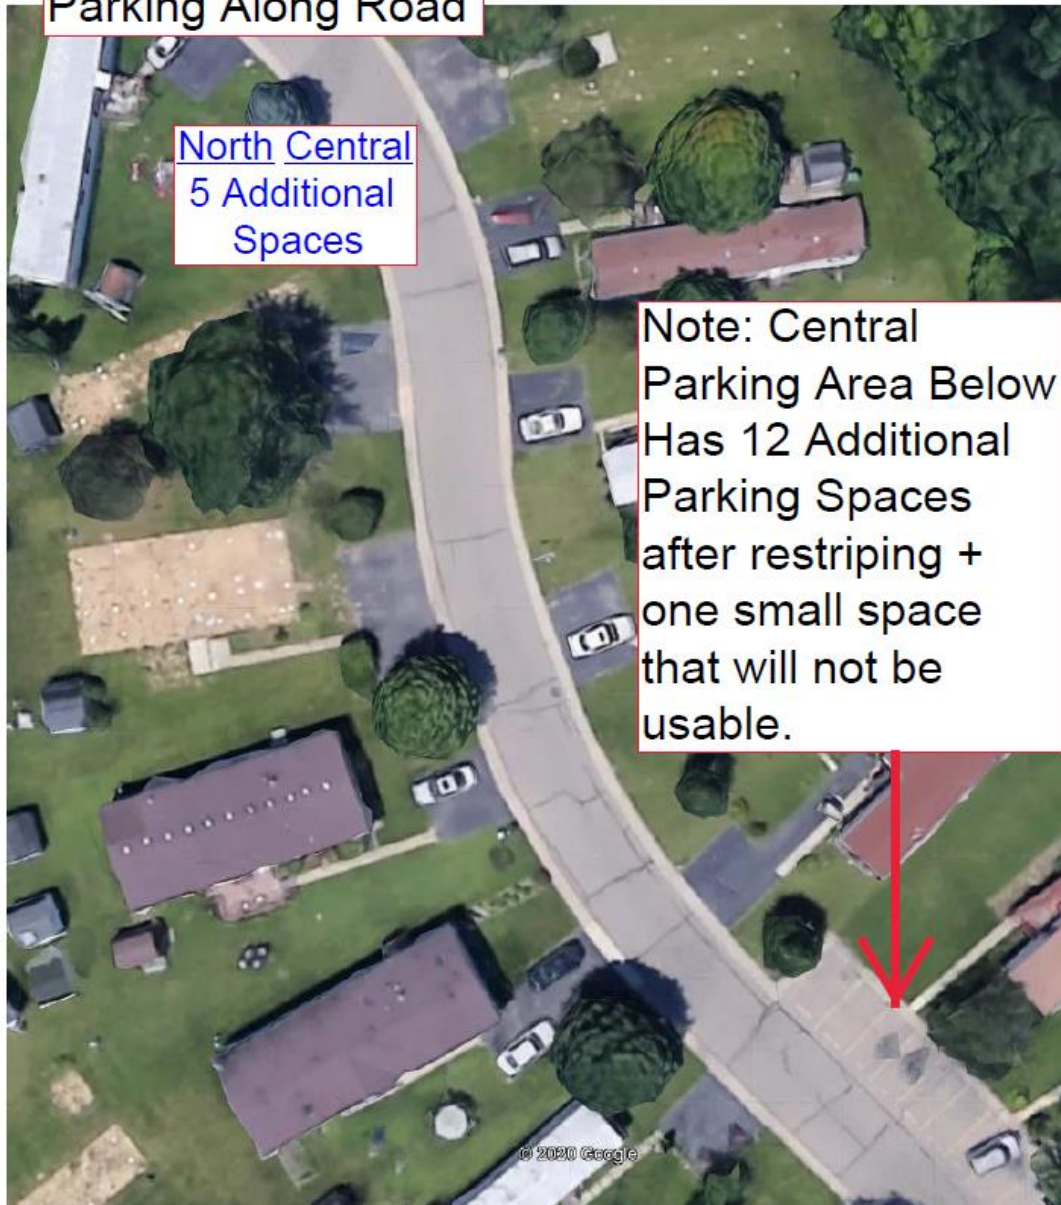 Parking Along Road
North Central
5 Additional
Spaces
Note: Central
Parking Area Below
Has 12 Additional
Parking Spaces
after restriping +
one small space
that will not be
usable.
© 2020 Google